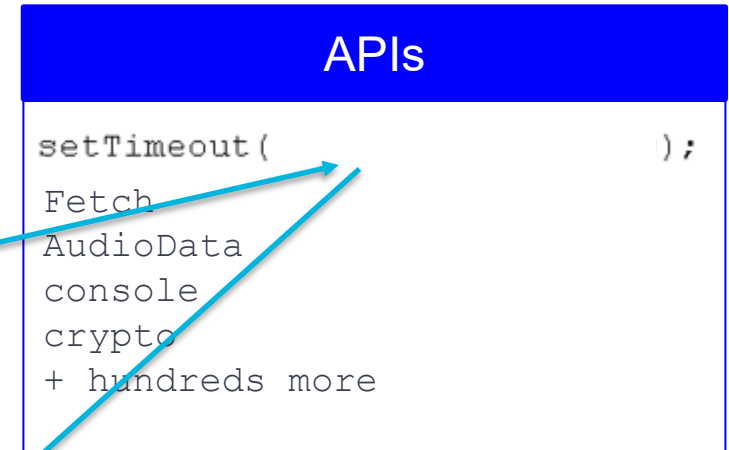 APIs
setTimeout( );
Fetch
AudioData
console
crypto
+ hundreds more